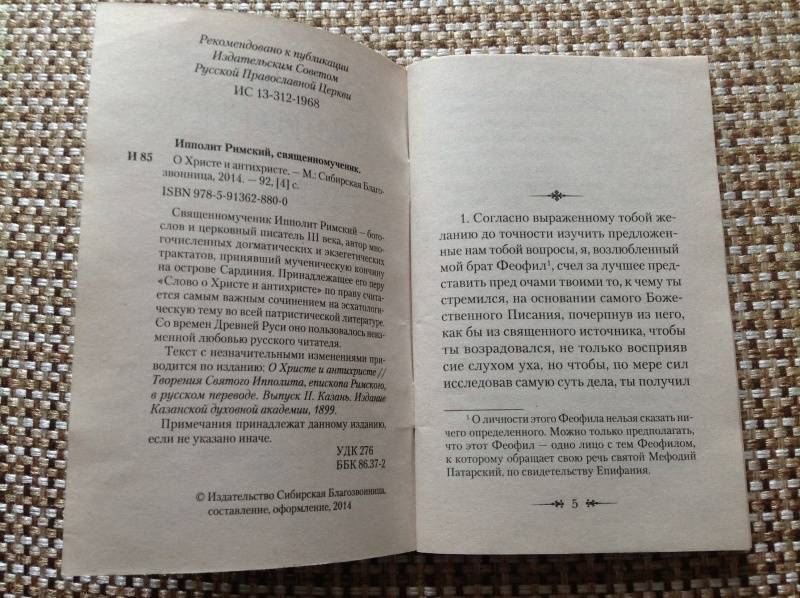 Рекомендовано к публикации
Издательским Советом
Русской Православной Церкви
ИС 13-312-1968
Ипполит Римский, священномученик.
И 85
О Христе и антихристе. – М.: Сибирская Благо-
звонница, 2014. – 92, [4] с.
ISBN 978-5-91362-880-0
Священномученик Ипполит Римский – бого-
слов и церковный писатель III века, автор мно-
гочисленных догматических и экзегетических
трактатов, принявший мученическую кончину
на острове Сардиния. Принадлежащее его перу
«Слово о Христе и антихристе» по праву счита-
ется самым важным сочинением на эсхатологи-
ческую тему во всей патристической литературе.
Со времен Древней Руси оно пользовалось неиз-
менной любовью русского читателя.
Текст с незначительными изменениями при-
водится по изданию: О Христе и антихристе //
Творения Святого Ипполита, епископа Римского,
в русском переводе. Выпуск II. Казань. Издание
Казанской духовной академии, 1899.
Примечания принадлежат данному изданию,
если не указано иначе.
УДК 276
ББК 86.37-2
© Издательство Сибирская Благозвонница,
составление, оформление, 2014
1. Согласно выраженному тобой же-
ланию до точности изучить предложен-
ные нам тобой вопросы, я, возлюбленный
мой брат Феофил¹, счел за лучшее пред-
ставить пред очами твоими то, к чему ты
стремился, на основании самого Боже-
ственного Писания, почерпнув из него,
как бы из священного источника, чтобы
ты возрадовался, не только восприяв
сие слухом уха, но чтобы, по мере сил
исследовав самую суть дела, ты получил
¹ О личности этого Феофила нельзя сказать ни-
чего определенного. Можно только предполагать,
что этот Феофил — одно лицо с тем Феофилом,
к которому обращает свою речь святой Мефодий
Патарский, по свидетельству Епифания.
5